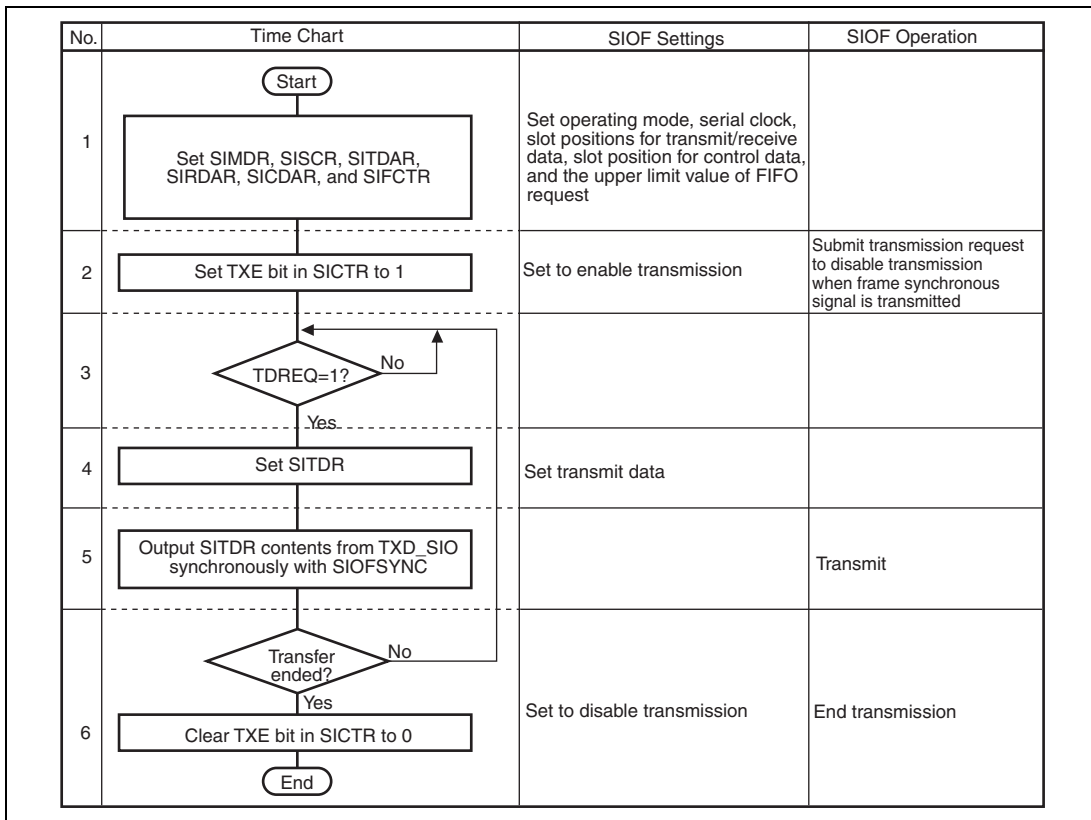 No.
Time Chart
SIOF Settings
SIOF Operation
1
Start
Set SIMDR, SISCR, SITDAR,
SIRDAR, SICDAR, and SIFCTR
Set operating mode, serial clock,
slot positions for transmit/receive
data, slot position for control data,
and the upper limit value of FIFO
request
2
Set TXE bit in SICTR to 1
Set to enable transmission
Submit transmission request
to disable transmission
when frame synchronous
signal is transmitted
3
TDREQ=1?
No
Yes
4
Set SITDR
Set transmit data
5
Output SITDR contents from TXD_SIO
synchronously with SIOFSYNC
Transmit
6
Transfer
ended?
No
Yes
Clear TXE bit in SICTR to 0
End
Set to disable transmission
End transmission